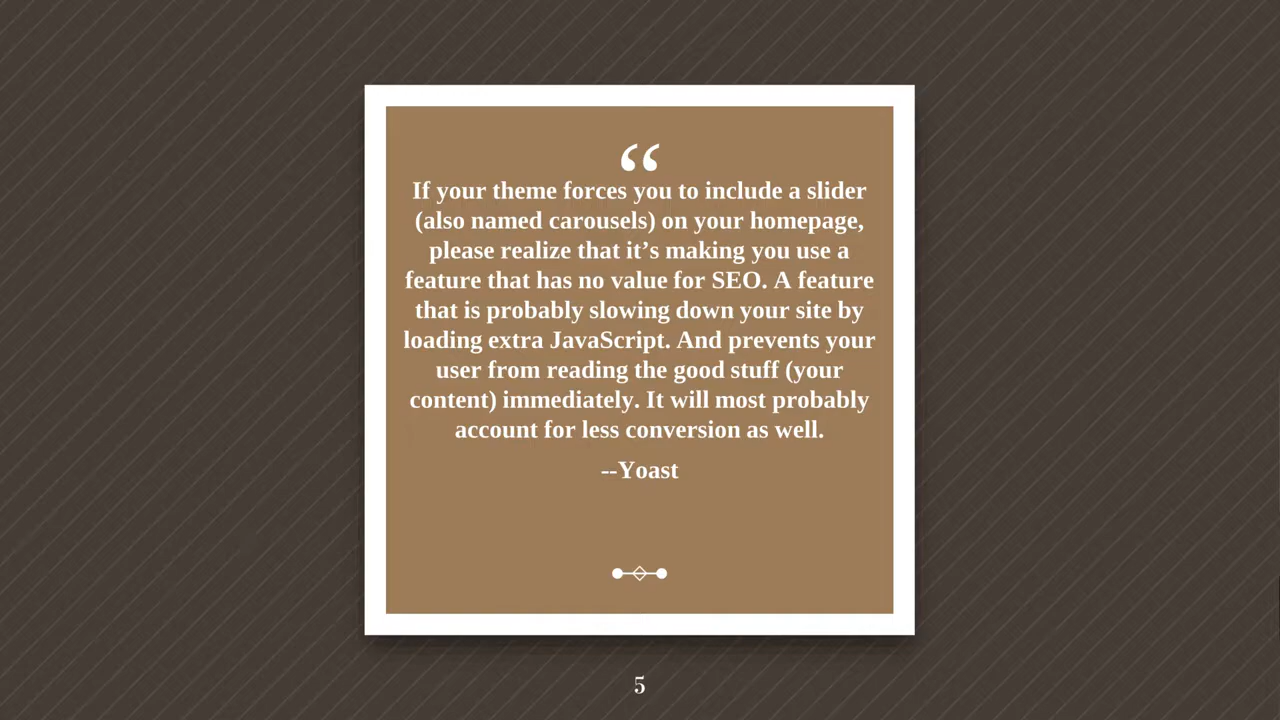 “
If your theme forces you to include a slider
(also named carousels) on your homepage,
please realize that it’s making you use a
feature that has no value for SEO. A feature
that is probably slowing down your site by
loading extra JavaScript. And prevents your
user from reading the good stuff (your
content) immediately. It will most probably
account for less conversion as well.
--Yoast
5